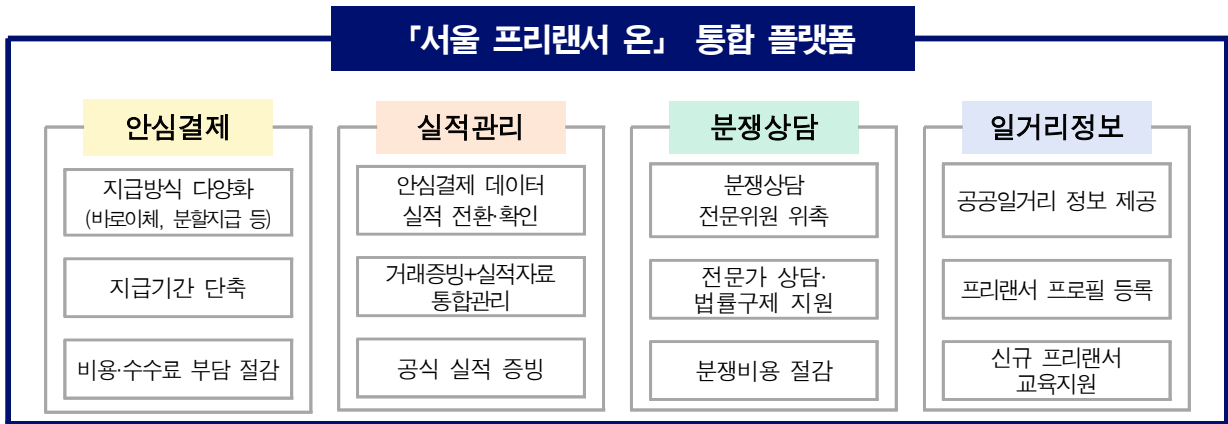 「서울 프리랜서 온」 통합 플랫폼
안심결제
지급방식 다양화
(바로이체, 분할지급 등)
지급기간 단축
비용·수수료 부담 절감
실적관리
안심결제 데이터
실적 전환·확인
거래증빙+실적자료
통합관리
공식 실적 증빙
분쟁상담
분쟁상담
전문위원 위촉
전문가 상담·
법률구제 지원
분쟁비용 절감
일거리정보
공공일거리 정보 제공
프리랜서 프로필 등록
신규 프리랜서
교육지원